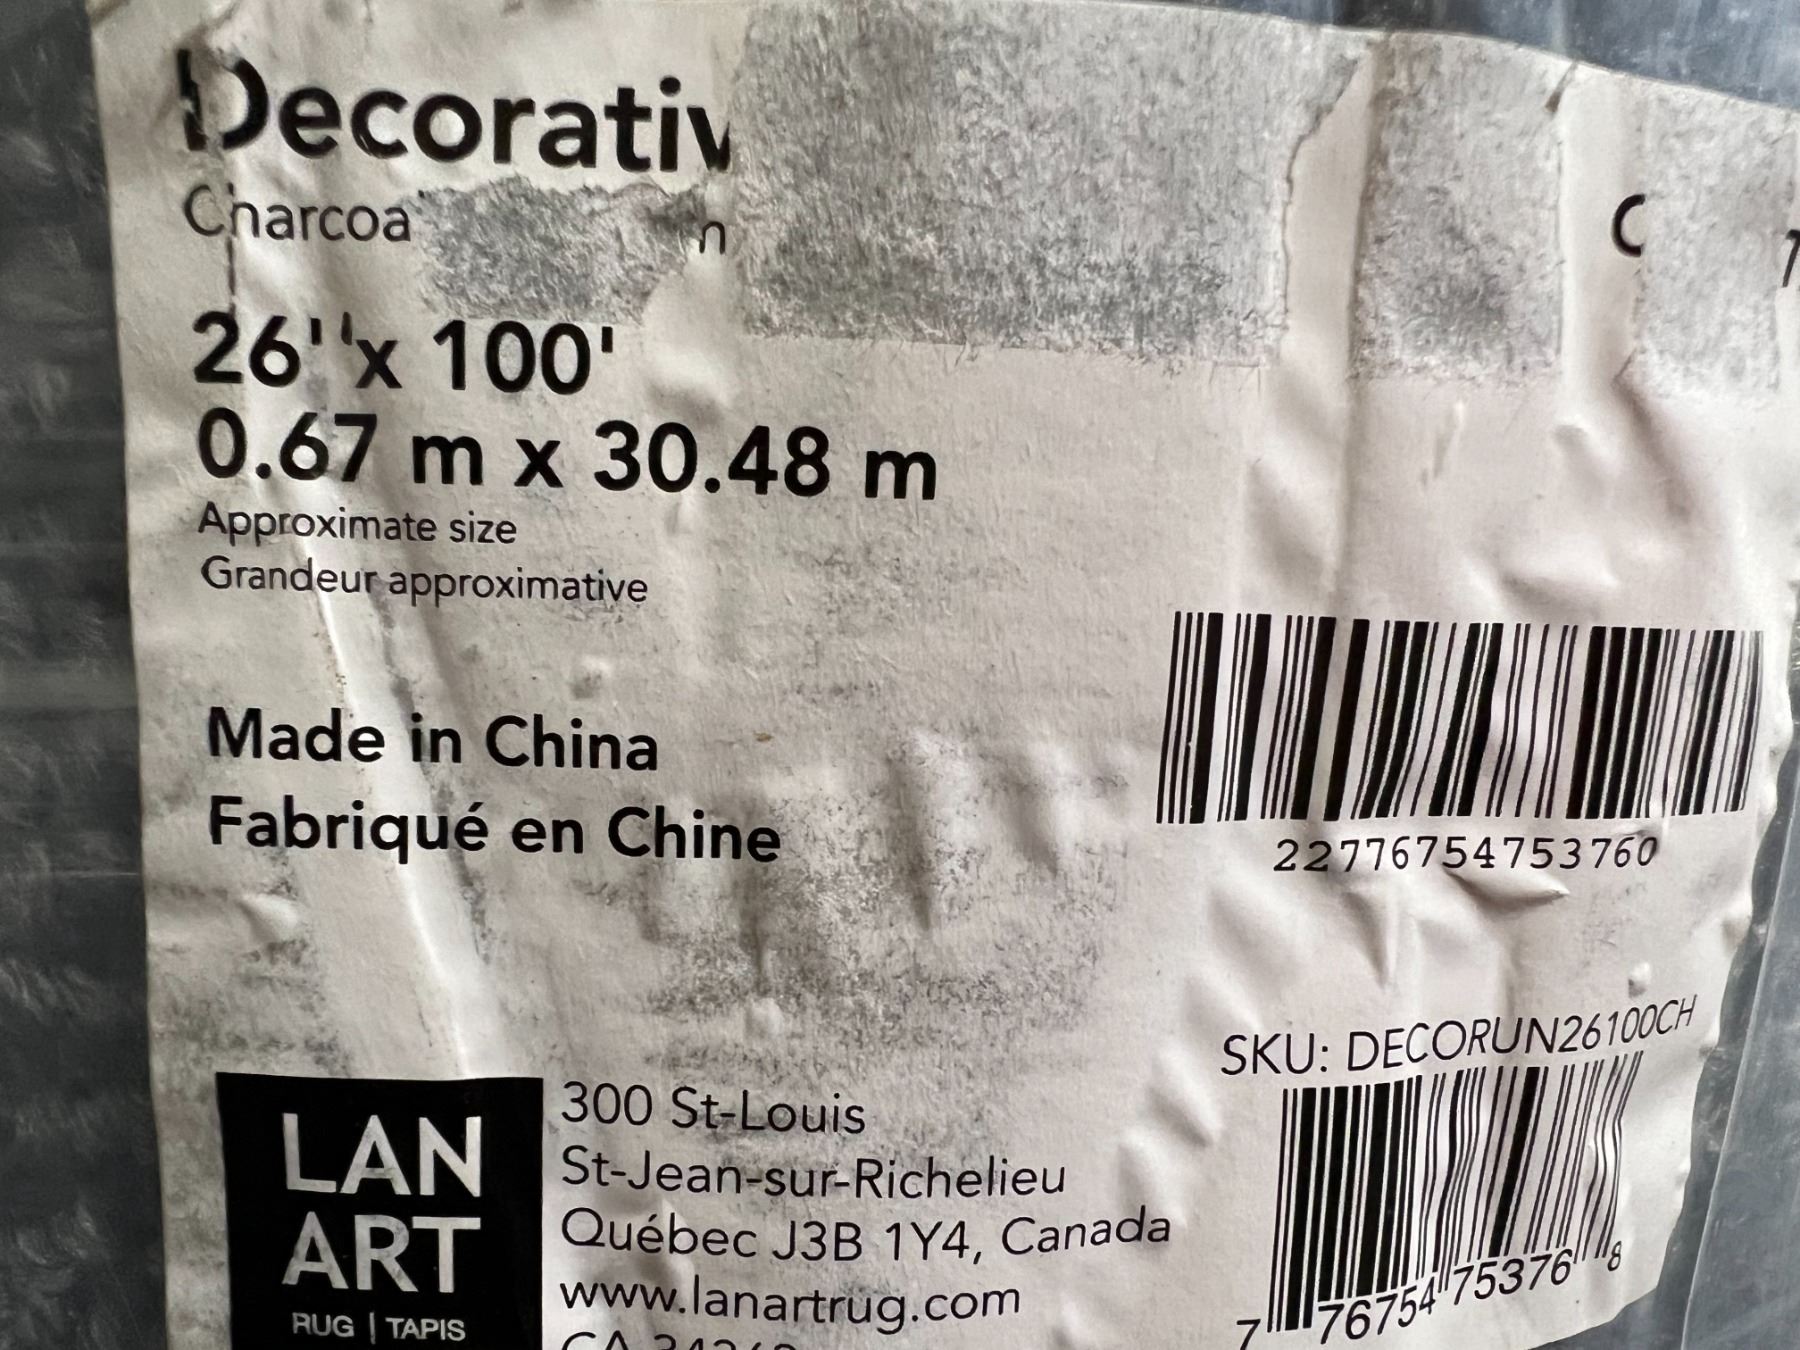 Decorativ
Charcoa
26" x 100'
0.67 m x 30.48 m
Approximate size
Grandeur approximative
Made in China
Fabriqué en Chine
22776754753760
SKU: DECORUN26100CH
7 76754 75376 8
LAN
ART
RUG | TAPIS
300 St-Louis
St-Jean-sur-Richelieu
Québec J3B 1Y4, Canada
www.lanartrug.com